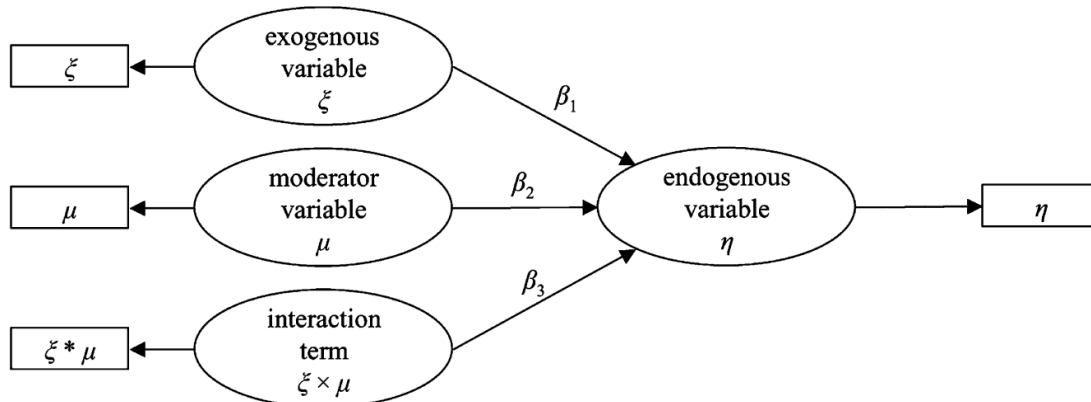 ξ
exogenous
variable
ξ
β₁
μ
moderator
variable
μ
β₂
endogenous
variable
η
η
β₃
ξ * μ
interaction
term
ξ × μ